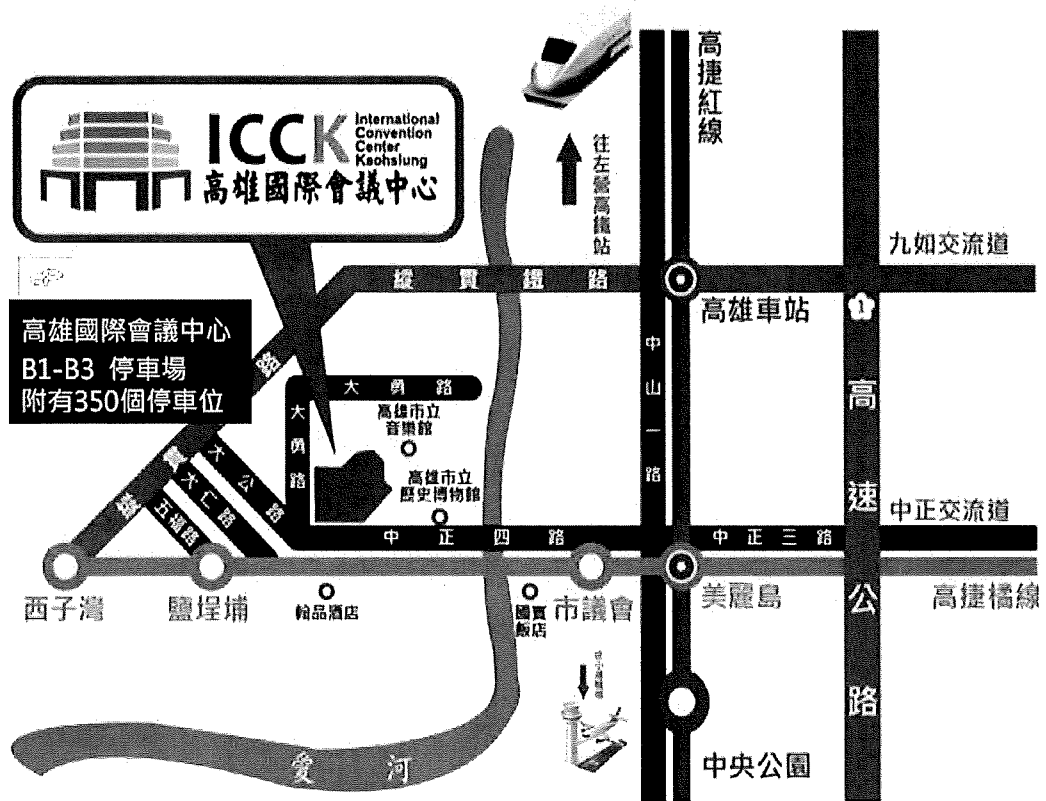 ICCK
International
Convention
Center
Kaohsiung
高雄國際會議中心
高捷紅線
往左營高鐵站
九如交流道
縱貫鐵路
高雄車站
1
高雄國際會議中心
B1-B3 停車場
附有350個停車位
大勇路
高雄市立
音樂館
大勇路
高雄市立
歷史博物館
中山一路
高速公路
大公路
大仁路
五福路
中正四路
中正三路
中正交流道
西子灣
鹽埕埔
翰品酒店
國賓
飯店
市議會
美麗島
高捷橘線
愛河
中央公園